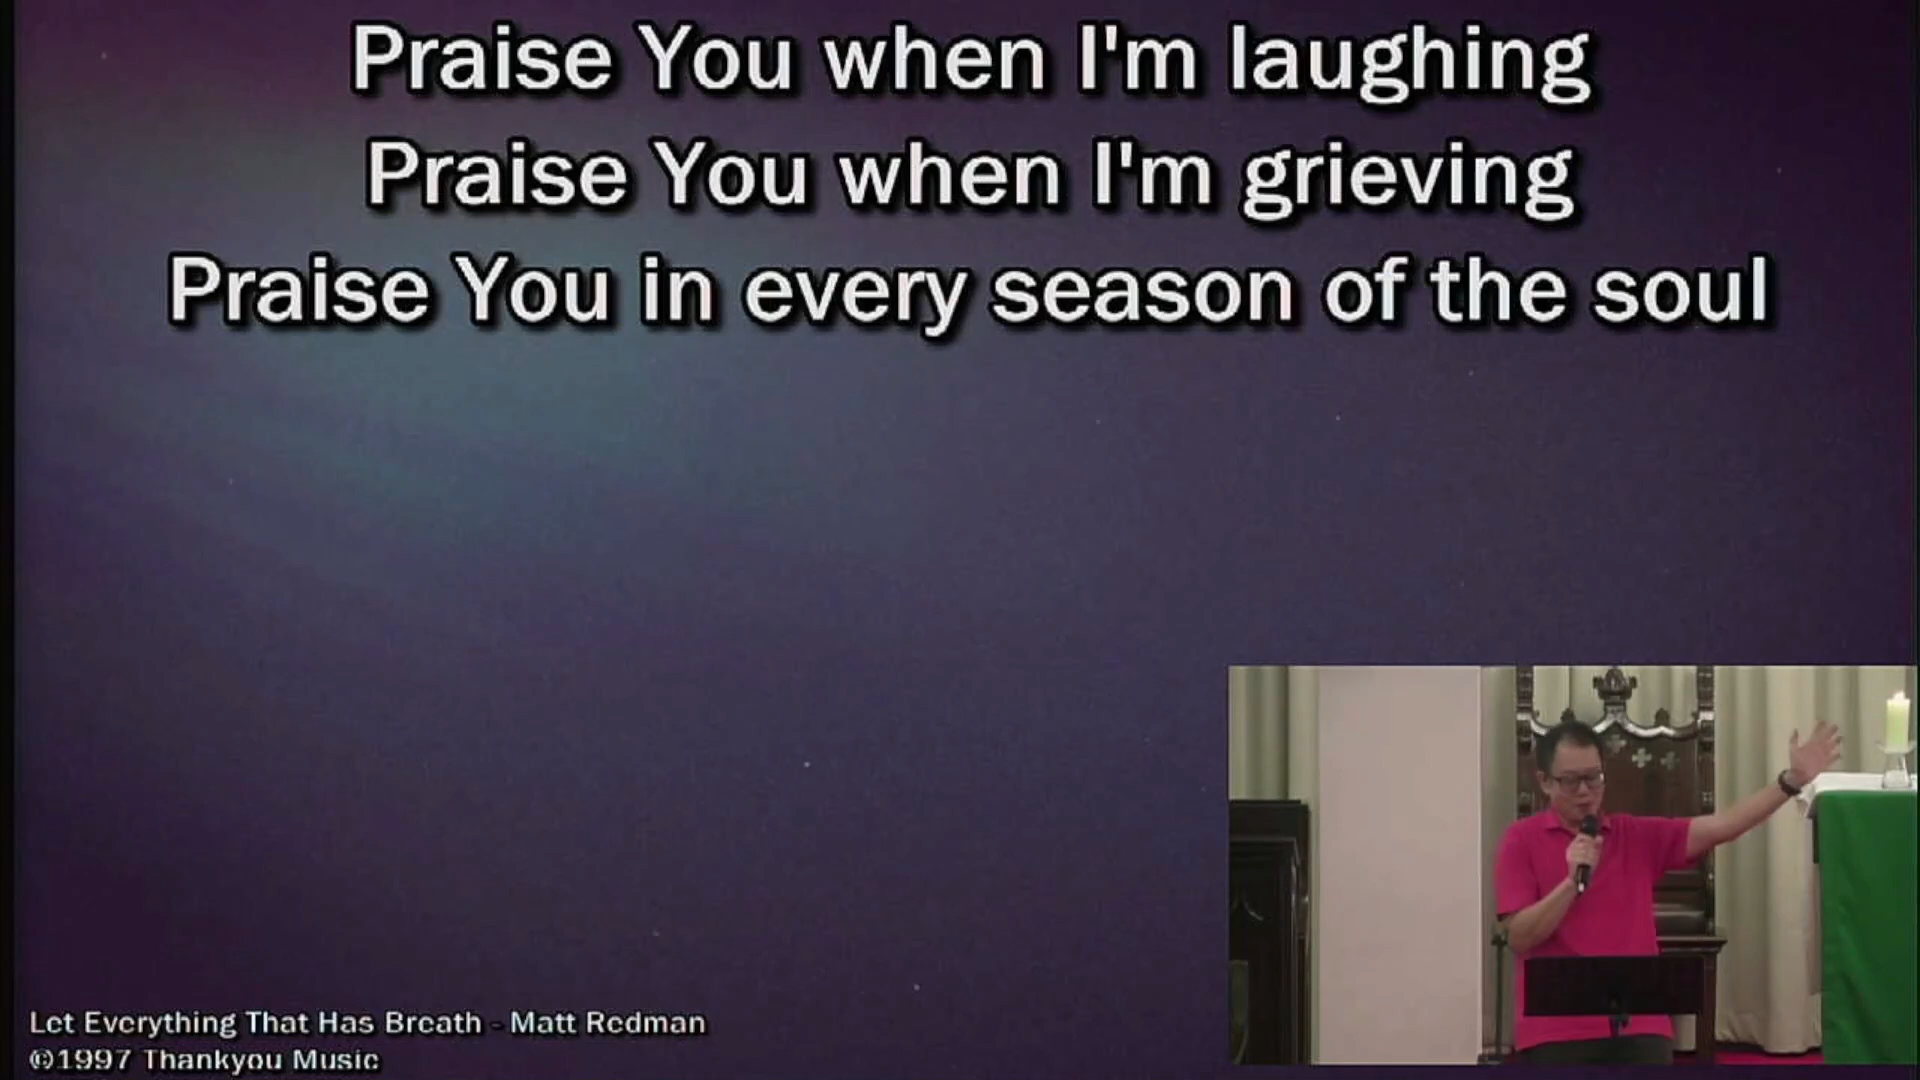 Praise You when I'm laughing
Praise You when I'm grieving
Praise You in every season of the soul
Let Everything That Has Breath - Matt Redman
©1997 Thankyou Music